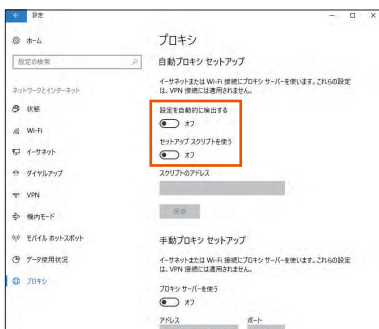 設定
ホーム
設定の検索
ネットワークとインターネット
状態
Wi-Fi
イーサネット
ダイヤルアップ
VPN
機内モード
モバイル ホットスポット
データ使用状況
プロキシ
プロキシ
自動プロキシ セットアップ
イーサネットまたは Wi-Fi 接続にプロキシ サーバーを使います。これらの設定
は、VPN 接続には適用されません。
設定を自動的に検出する
オフ
セットアップ スクリプトを使う
オフ
スクリプトのアドレス
保存
手動プロキシ セットアップ
イーサネットまたは Wi-Fi 接続にプロキシ サーバーを使います。これらの設定
は、VPN 接続には適用されません。
プロキシ サーバーを使う
オフ
アドレス
ポート